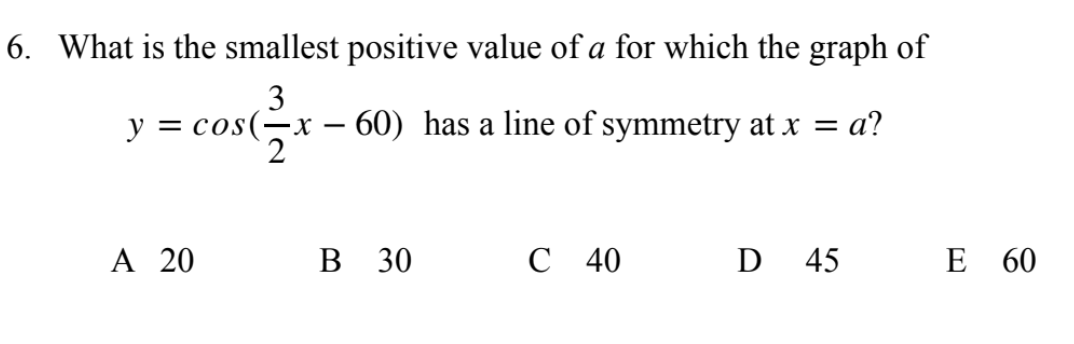 6. What is the smallest positive value of a for which the graph of
y = cos(3/2 x − 60) has a line of symmetry at x = a?
A 20 B 30 C 40 D 45 E 60